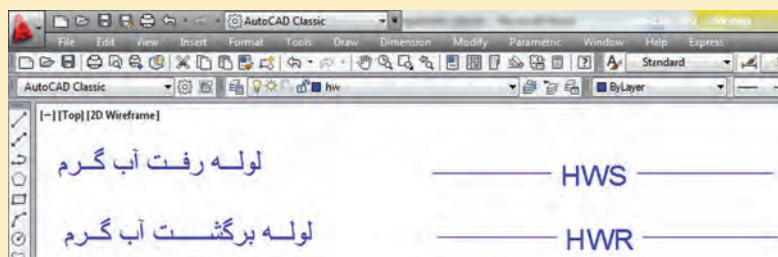 AutoCAD Classic
File Edit View Insert Format Tools Draw Dimension Modify Parametric Window Help Express
Standard
AutoCAD Classic hw ByLayer
[−][Top][2D Wireframe]
لوله رفت آب گرم HWS
لوله برگشت آب گرم HWR